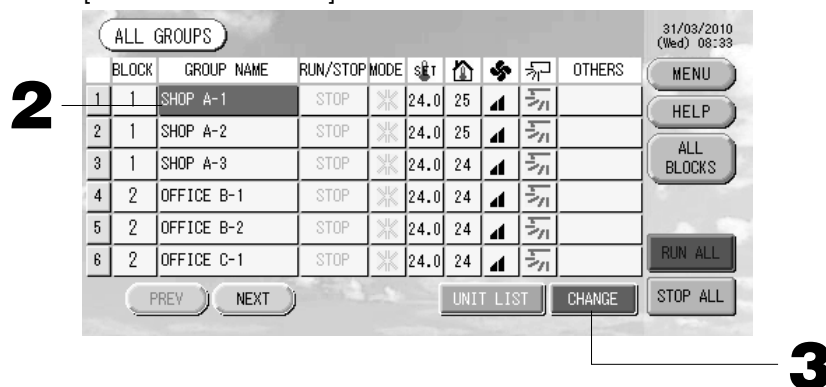 ALL GROUPS
31/03/2010
(Wed) 08:33
BLOCK GROUP NAME RUN/STOP MODE SET OTHERS
1 1 SHOP A-1 STOP 24.0 25
2 1 SHOP A-2 STOP 24.0 25
3 1 SHOP A-3 STOP 24.0 24
4 2 OFFICE B-1 STOP 24.0 24
5 2 OFFICE B-2 STOP 24.0 24
6 2 OFFICE C-1 STOP 24.0 24
MENU
HELP
ALL
BLOCKS
RUN ALL
STOP ALL
PREV NEXT UNIT LIST CHANGE
2
3